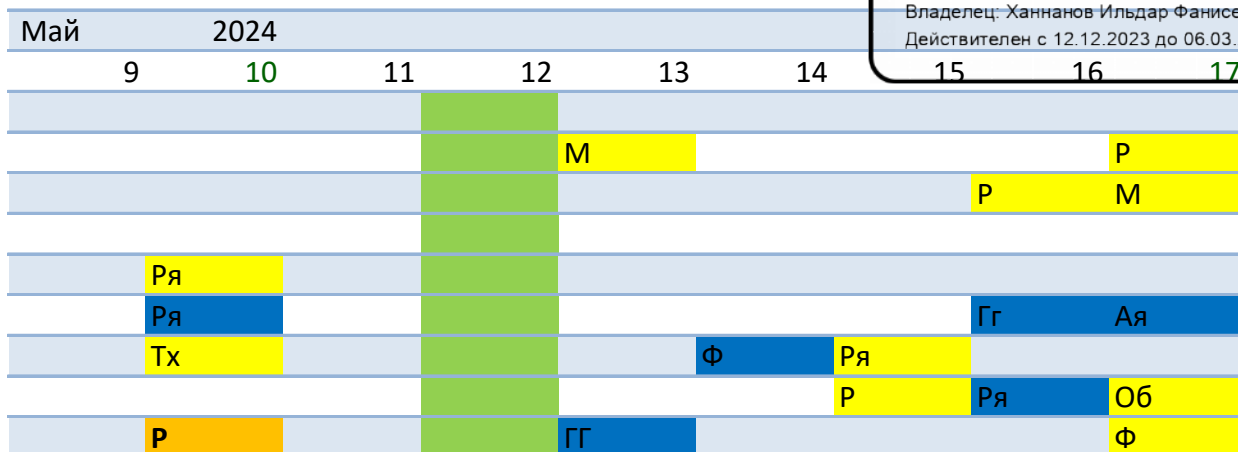 Владелец: Ханнанов Ильдар Фанисе
Май 2024
Действителен с 12.12.2023 до 06.03.
9 10 11 12 13 14 15 16 17
М Р
Р М
Ря
Ря Гг Ая
Тх Ф Ря
Р Ря Об
Р ГГ Ф